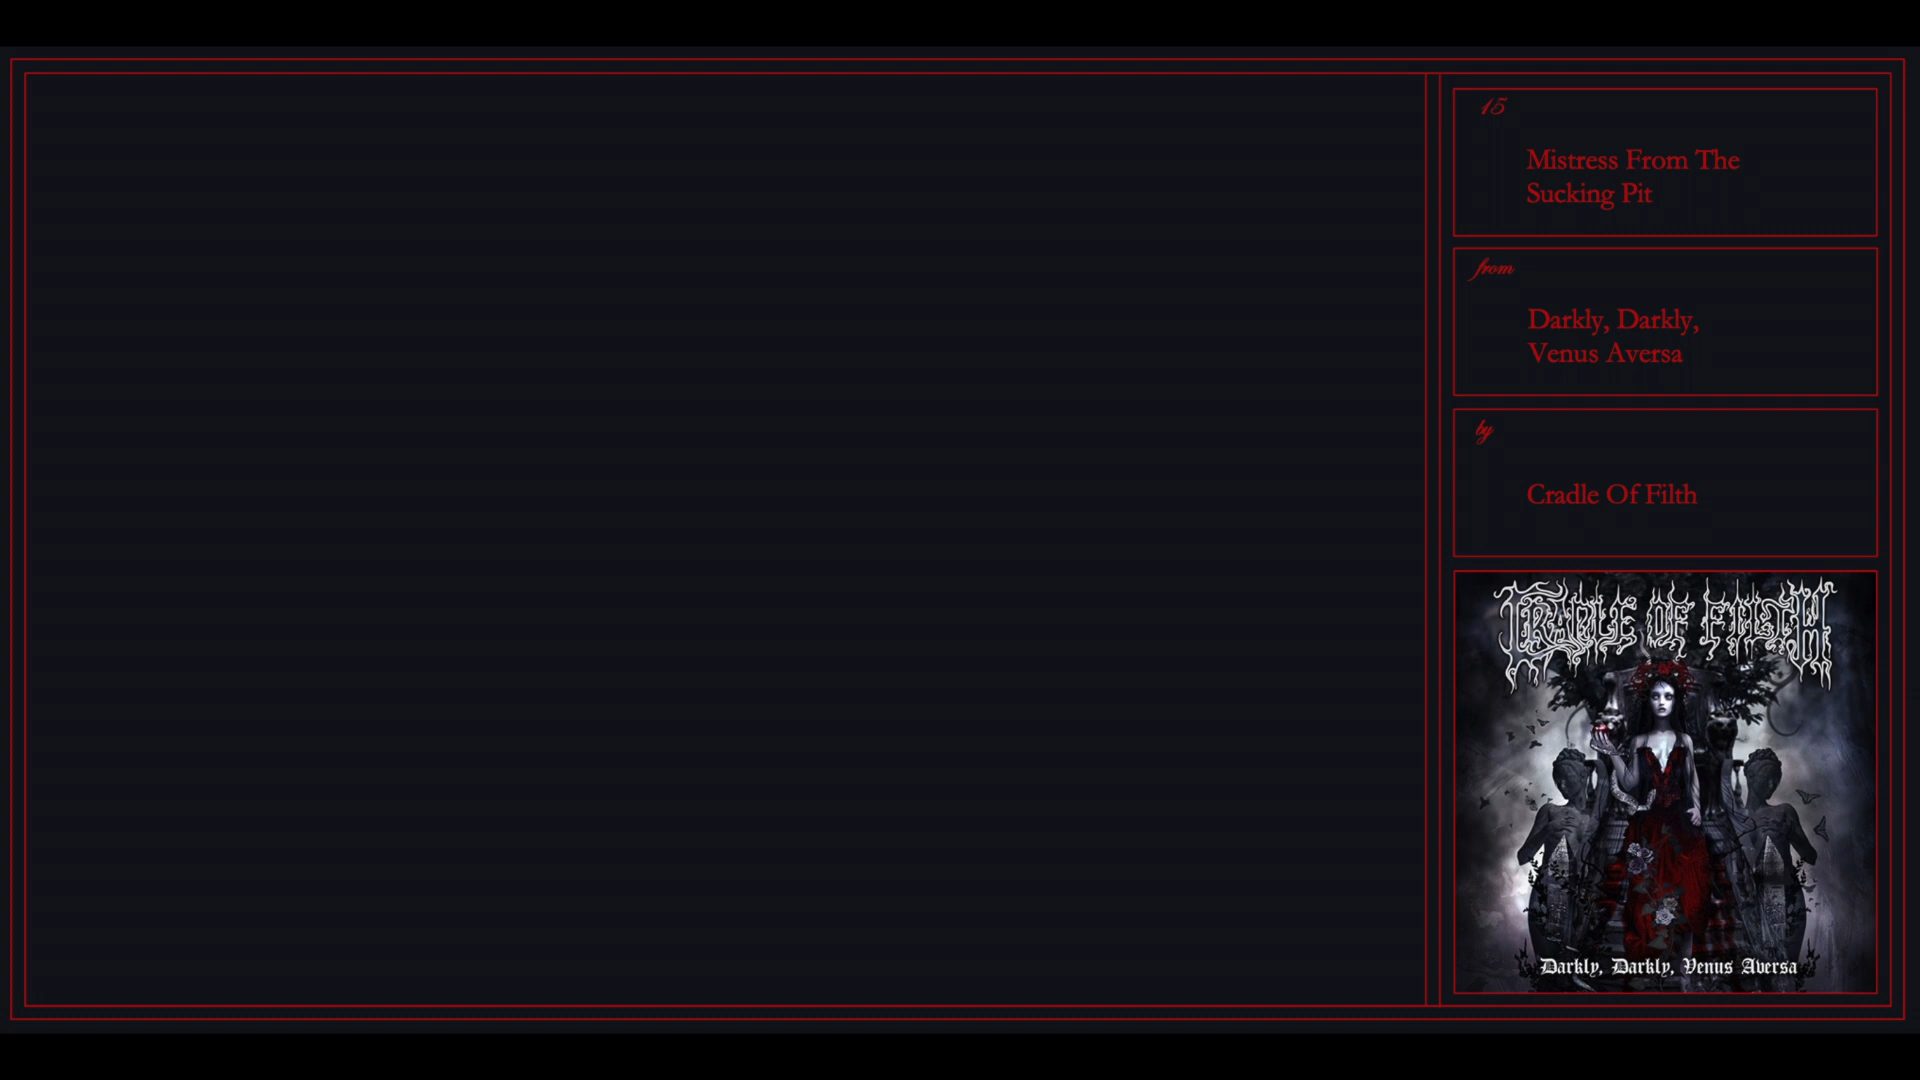 15
Mistress From The
Sucking Pit
from
Darkly, Darkly,
Venus Aversa
by
Cradle Of Filth
CRADLE OF FILTH
Darkly, Darkly, Venus Aversa